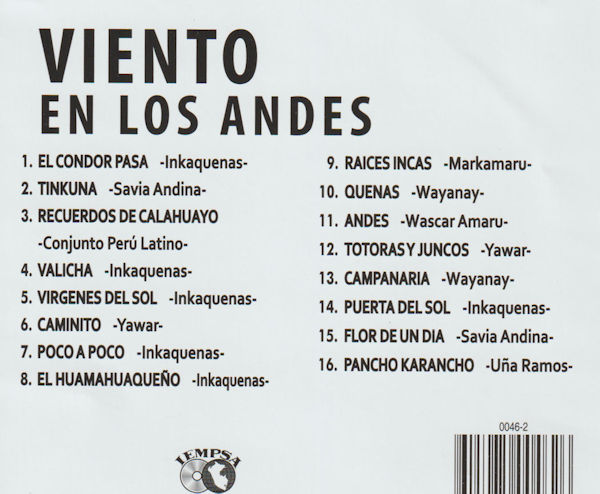 VIENTO
EN LOS ANDES
1. EL CONDOR PASA -Inkaquenas-
2. TINKUNA -Savia Andina-
3. RECUERDOS DE CALAHUAYO
-Conjunto Perú Latino-
4. VALICHA -Inkaquenas-
5. VIRGENES DEL SOL -Inkaquenas-
6. CAMINITO -Yawar-
7. POCO A POCO -Inkaquenas-
8. EL HUAMAHUAQUEÑO -Inkaquenas-
9. RAICES INCAS -Markamaru-
10. QUENAS -Wayanay-
11. ANDES -Wascar Amaru-
12. TOTORAS Y JUNCOS -Yawar-
13. CAMPANARIA -Wayanay-
14. PUERTA DEL SOL -Inkaquenas-
15. FLOR DE UN DIA -Savia Andina-
16. PANCHO KARANCHO -Uña Ramos-
IEMPSA
0046-2